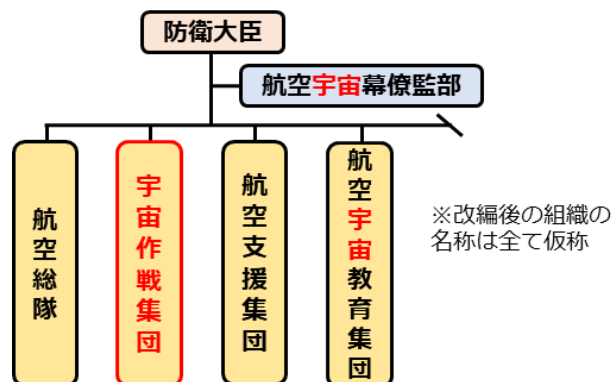 防衛大臣
航空宇宙幕僚監部
航空総隊
宇宙作戦集団
航空支援集団
航空宇宙教育集団
※改編後の組織の
名称は全て仮称